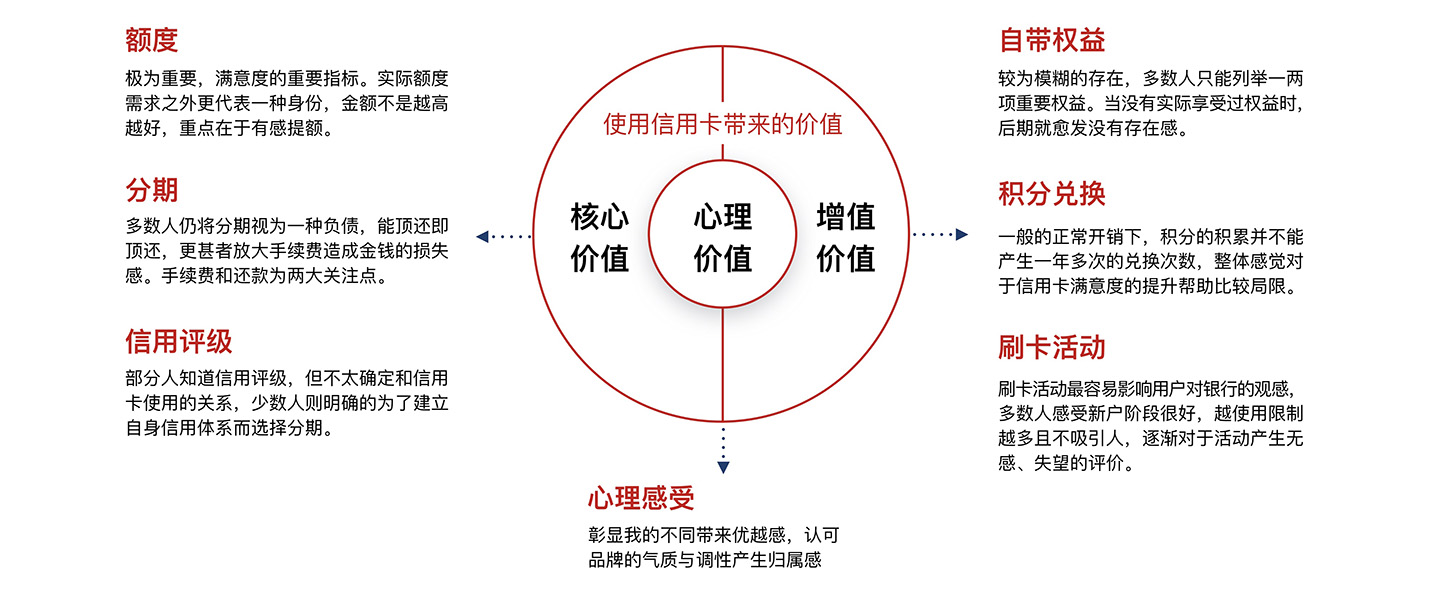 额度
极为重要，满意度的重要指标。实际额度
需求之外更代表一种身份，金额不是越高
越好，重点在于有感提额。
分期
多数人仍将分期视为一种负债，能顶还即
顶还，更甚者放大手续费造成金钱的损失
感。手续费和还款为两大关注点。
信用评级
部分人知道信用评级，但不太确定和信用
卡使用的关系，少数人则明确的为了建立
自身信用体系而选择分期。
使用信用卡带来的价值
核心
价值
心理
价值
增值
价值
心理感受
彰显我的不同带来优越感，认可
品牌的气质与调性产生归属感
自带权益
较为模糊的存在，多数人只能列举一两
项重要权益。当没有实际享受过权益时，
后期就愈发没有存在感。
积分兑换
一般的正常开销下，积分的积累并不能
产生一年多次的兑换次数，整体感觉对
于信用卡满意度的提升帮助比较局限。
刷卡活动
刷卡活动最容易影响用户对银行的观感，
多数人感受新户阶段很好，越使用限制
越多且不吸引人，逐渐对于活动产生无
感、失望的评价。